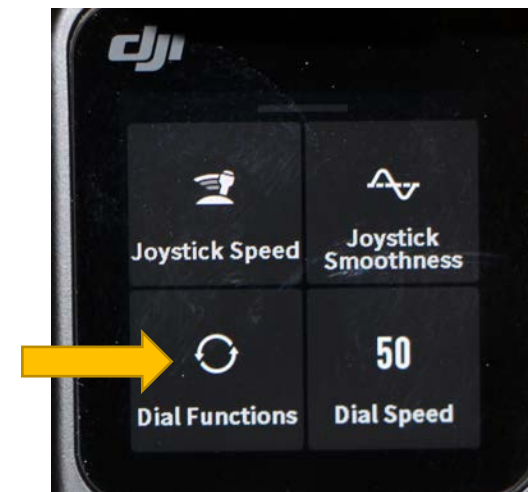 dji
Joystick Speed
Joystick
Smoothness
50
Dial Functions
Dial Speed